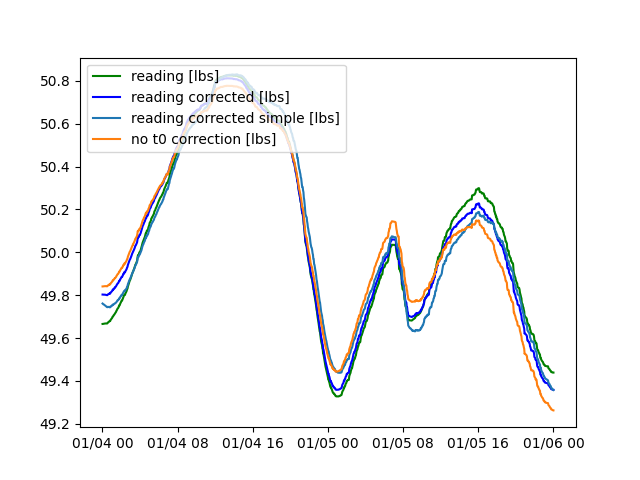 reading [lbs]
reading corrected [lbs]
reading corrected simple [lbs]
no t0 correction [lbs]
50.8
50.6
50.4
50.2
50.0
49.8
49.6
49.4
49.2
01/04 00 01/04 08 01/04 16 01/05 00 01/05 08 01/05 16 01/06 00